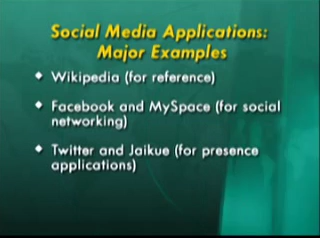 Social Media Applications:
Major Examples
◆ Wikipedia (for reference)
◆ Facebook and MySpace (for social
networking)
◆ Twitter and Jaikue (for presence
applications)